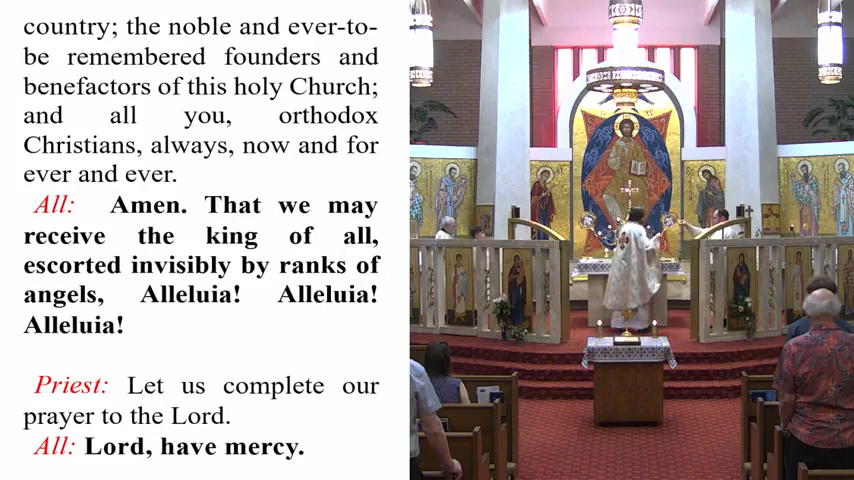 country; the noble and ever-to-
be remembered founders and
benefactors of this holy Church;
and all you, orthodox
Christians, always, now and for
ever and ever.
All: Amen. That we may
receive the king of all,
escorted invisibly by ranks of
angels, Alleluia! Alleluia!
Alleluia!
Priest: Let us complete our
prayer to the Lord.
All: Lord, have mercy.